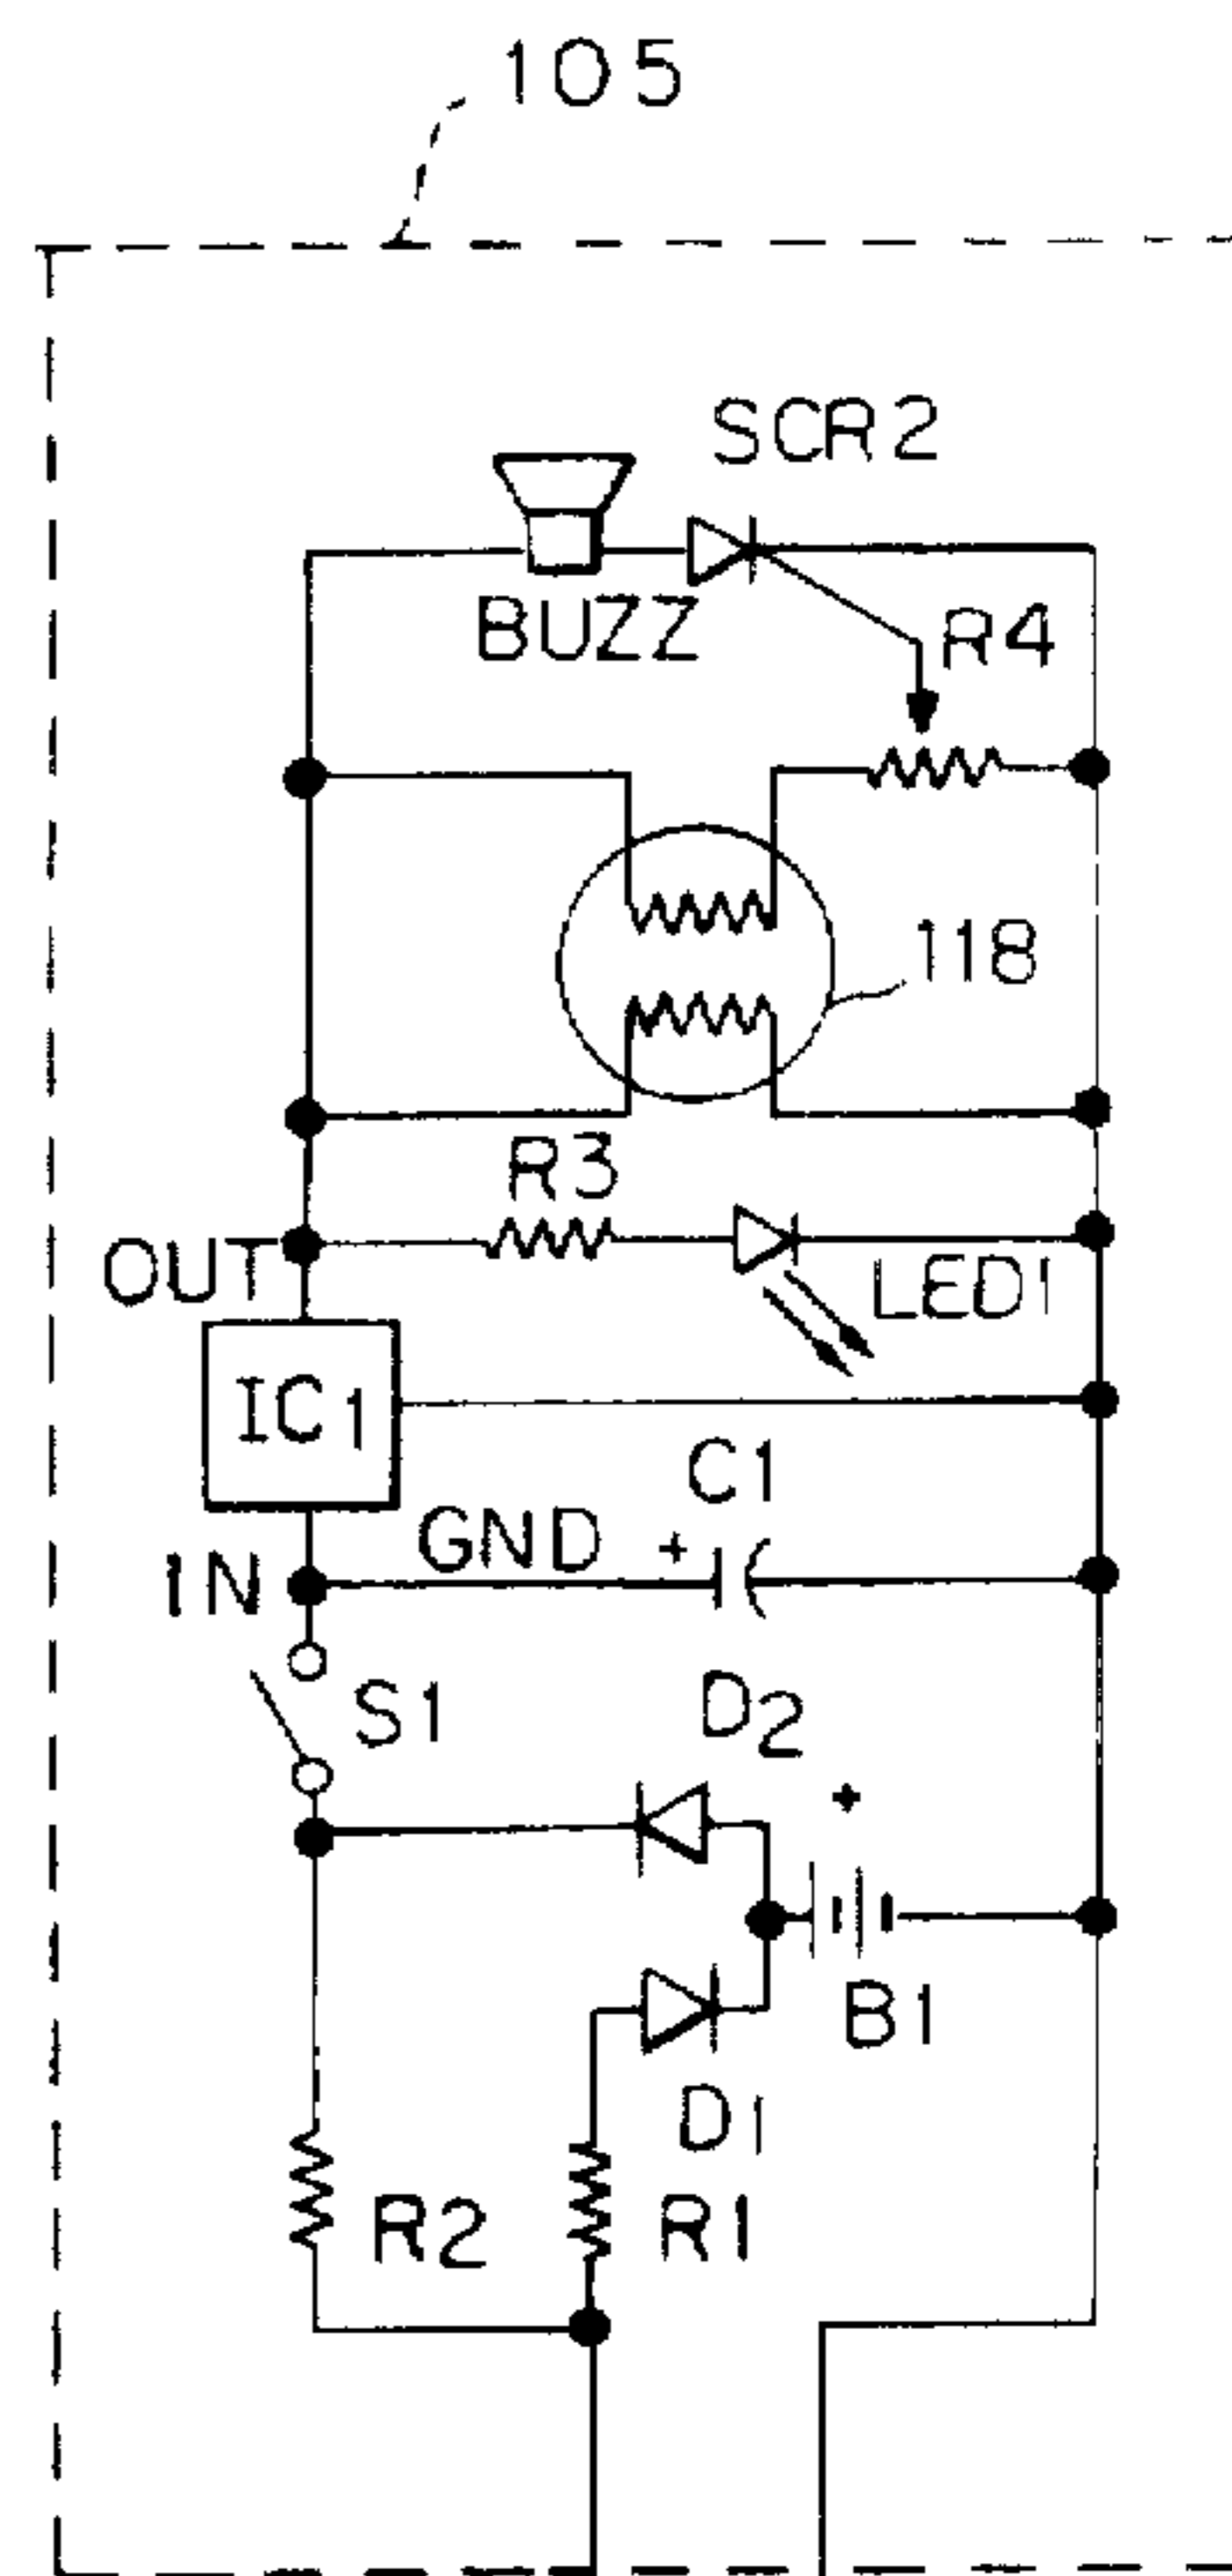 105
SCR2
BUZZ
R4
118
R3
OUT
LED1
IC1
C1
GND +
IN
S1
D2
+
B1
D1
R2
R1